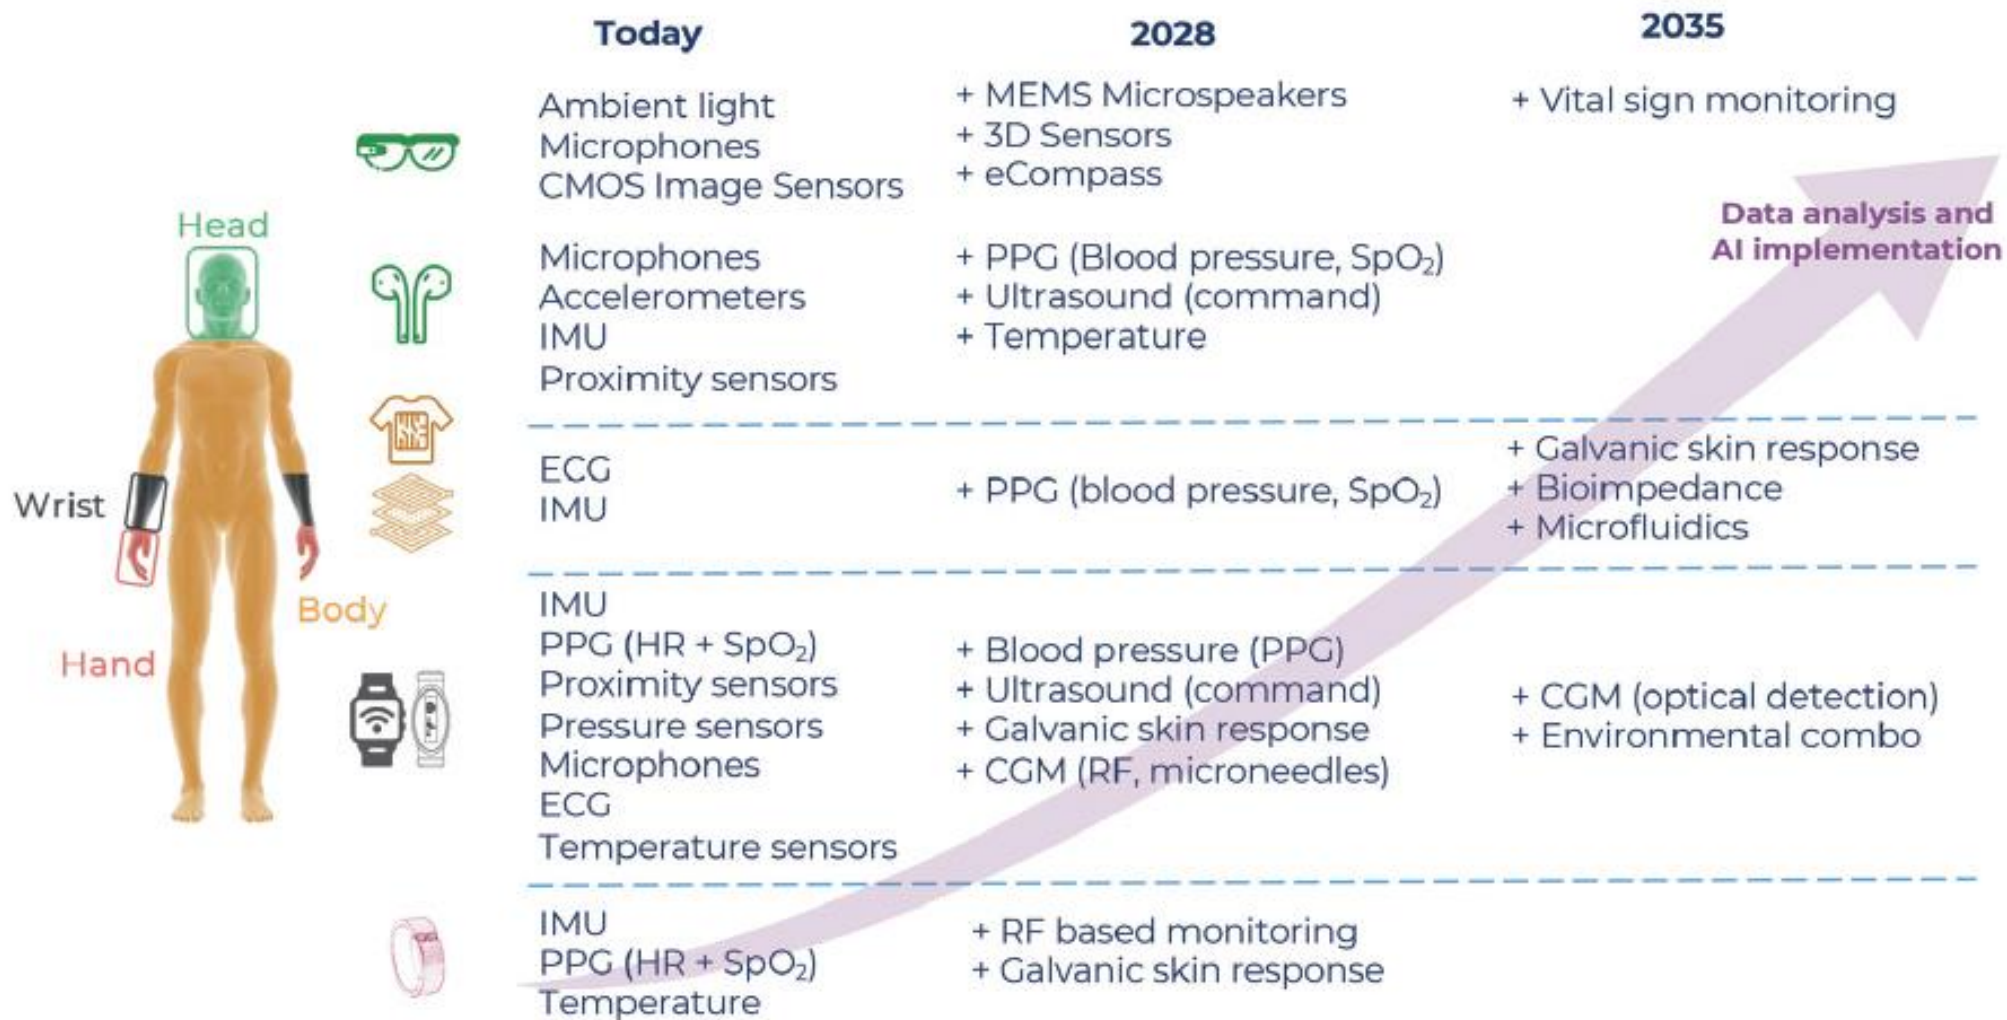 Today
2028
2035
Ambient light
Microphones
CMOS Image Sensors
+ MEMS Microspeakers
+ 3D Sensors
+ eCompass
+ Vital sign monitoring
Data analysis and
AI implementation
Head
Microphones
Accelerometers
IMU
Proximity sensors
+ PPG (Blood pressure, SpO₂)
+ Ultrasound (command)
+ Temperature
Wrist
ECG
IMU
+ PPG (blood pressure, SpO₂)
+ Galvanic skin response
+ Bioimpedance
+ Microfluidics
Body
Hand
IMU
PPG (HR + SpO₂)
Proximity sensors
Pressure sensors
Microphones
ECG
Temperature sensors
+ Blood pressure (PPG)
+ Ultrasound (command)
+ Galvanic skin response
+ CGM (RF, microneedles)
+ CGM (optical detection)
+ Environmental combo
IMU
PPG (HR + SpO₂)
Temperature
+ RF based monitoring
+ Galvanic skin response